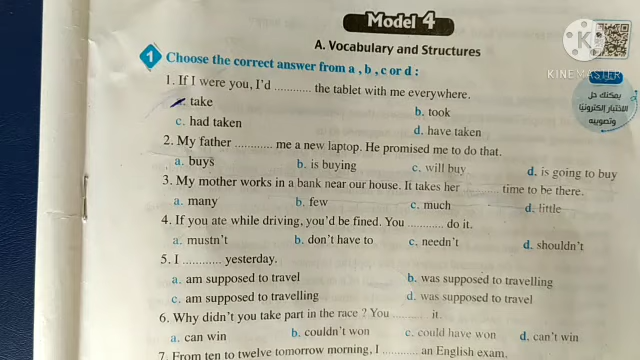 Model 4
KINEMASTER
A. Vocabulary and Structures
يمكنك حل
الاختبار إلكترونيًا
وتصويبه
1 Choose the correct answer from a , b , c or d :
1. If I were you, I'd ............ the tablet with me everywhere.
a. take b. took
c. had taken d. have taken
2. My father ............ me a new laptop. He promised me to do that.
a. buys b. is buying c. will buy d. is going to buy
3. My mother works in a bank near our house. It takes her ............ time to be there.
a. many b. few c. much d. little
4. If you ate while driving, you'd be fined. You ............ do it.
a. mustn't b. don't have to c. needn't d. shouldn't
5. I ............ yesterday.
a. am supposed to travel b. was supposed to travelling
c. am supposed to travelling d. was supposed to travel
6. Why didn't you take part in the race ? You ............ it.
a. can win b. couldn't won c. could have won d. can't win
7. From ten to twelve tomorrow morning, I ............ an English exam.